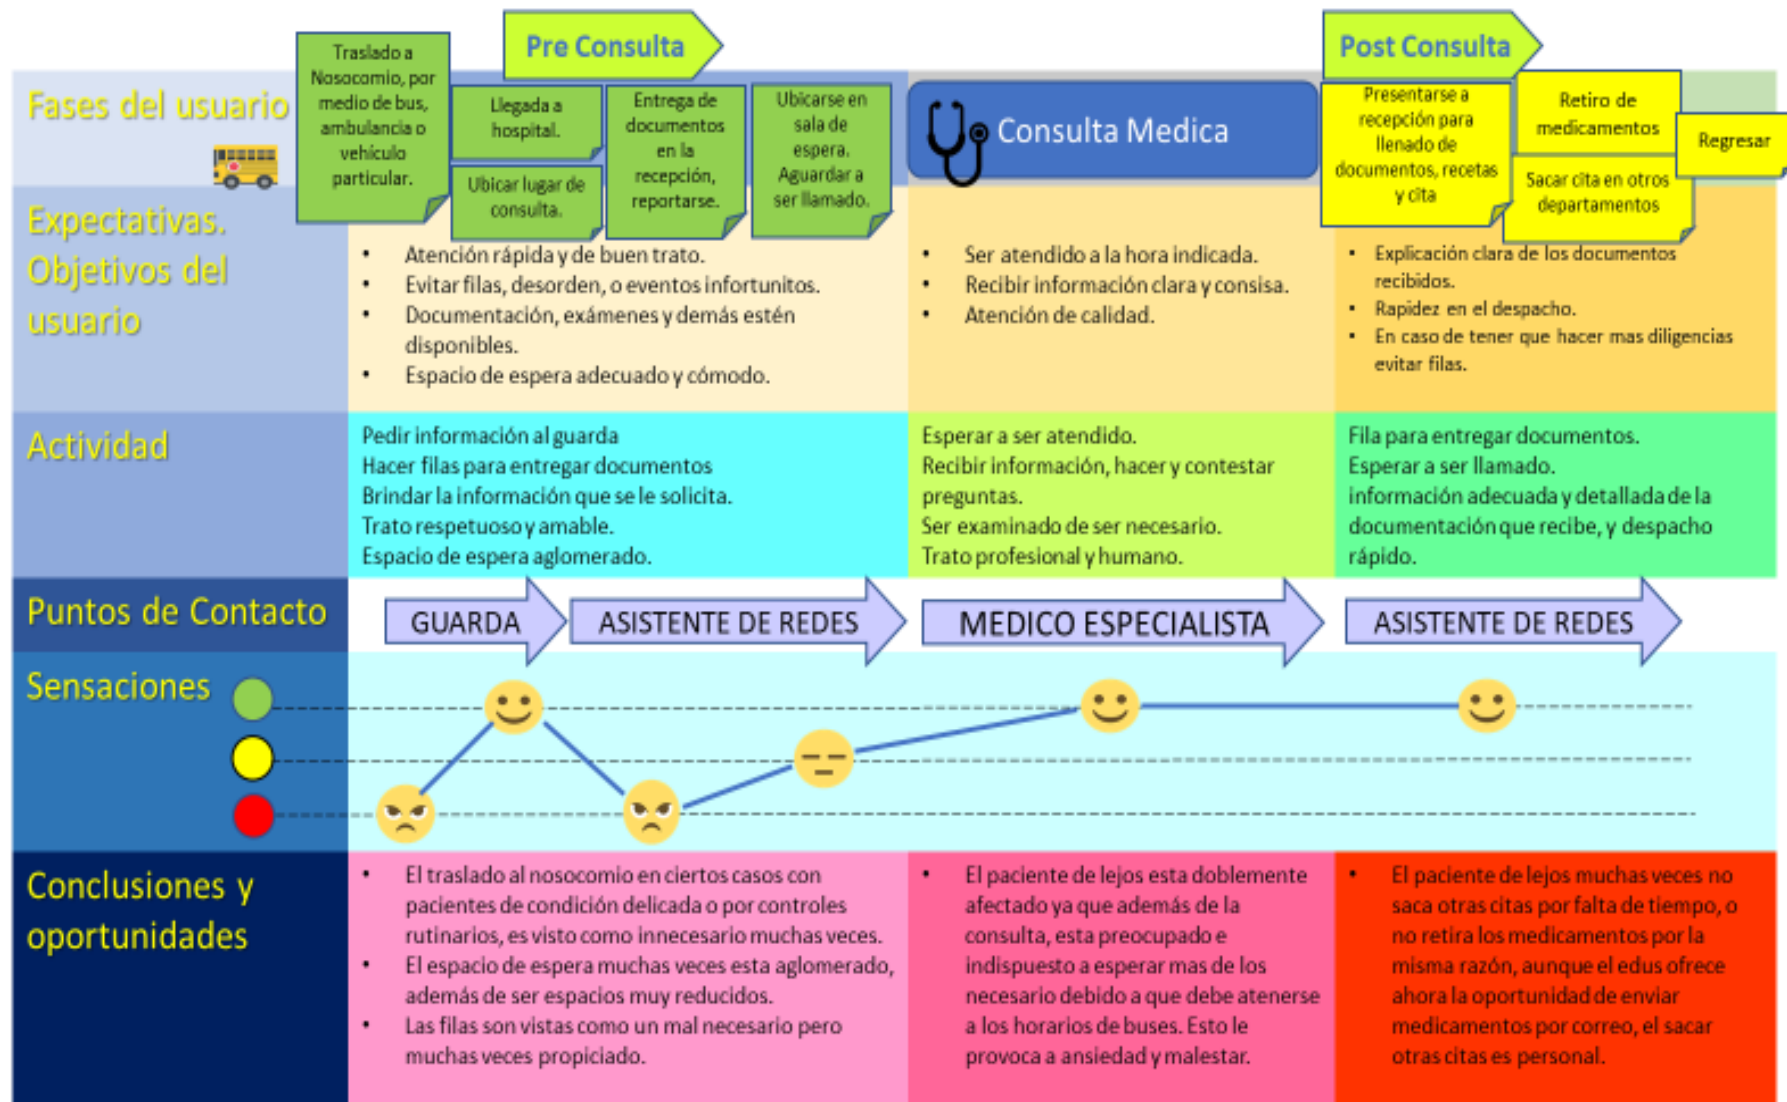 Pre Consulta
Post Consulta
Fases del usuario
Traslado a
Nosocomio, por
medio de bus,
ambulancia o
vehículo
particular.
Llegada a
hospital.
Ubicar lugar de
consulta.
Entrega de
documentos
en la
recepción,
reportarse.
Ubicarse en
sala de
espera.
Aguardar a
ser llamado.
Consulta Medica
Presentarse a
recepción para
llenado de
documentos, recetas
y cita
Retiro de
medicamentos
Sacar cita en otros
departamentos
Regresar
Expectativas.
Objetivos del
usuario
• Atención rápida y de buen trato.
• Evitar filas, desorden, o eventos infortunitos.
• Documentación, exámenes y demás estén
disponibles.
• Espacio de espera adecuado y cómodo.
• Ser atendido a la hora indicada.
• Recibir información clara y consisa.
• Atención de calidad.
• Explicación clara de los documentos
recibidos.
• Rapidez en el despacho.
• En caso de tener que hacer mas diligencias
evitar filas.
Actividad
Pedir información al guarda
Hacer filas para entregar documentos
Brindar la información que se le solicita.
Trato respetuoso y amable.
Espacio de espera aglomerado.
Esperar a ser atendido.
Recibir información, hacer y contestar
preguntas.
Ser examinado de ser necesario.
Trato profesional y humano.
Fila para entregar documentos.
Esperar a ser llamado.
información adecuada y detallada de la
documentación que recibe, y despacho
rápido.
Puntos de Contacto
GUARDA
ASISTENTE DE REDES
MEDICO ESPECIALISTA
ASISTENTE DE REDES
Sensaciones
Conclusiones y
oportunidades
• El traslado al nosocomio en ciertos casos con
pacientes de condición delicada o por controles
rutinarios, es visto como innecesario muchas veces.
• El espacio de espera muchas veces esta aglomerado,
además de ser espacios muy reducidos.
• Las filas son vistas como un mal necesario pero
muchas veces propiciado.
• El paciente de lejos esta doblemente
afectado ya que además de la
consulta, esta preocupado e
indispuesto a esperar mas de los
necesario debido a que debe atenerse
a los horarios de buses. Esto le
provoca a ansiedad y malestar.
• El paciente de lejos muchas veces no
saca otras citas por falta de tiempo, o
no retira los medicamentos por la
misma razón, aunque el edus ofrece
ahora la oportunidad de enviar
medicamentos por correo, el sacar
otras citas es personal.